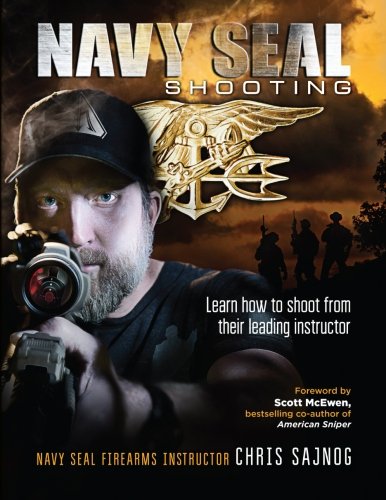 NAVY SEAL
SHOOTING
Learn how to shoot from
their leading instructor
Foreword by
Scott McEwen,
bestselling co-author of
American Sniper
NAVY SEAL FIREARMS INSTRUCTOR CHRIS SAJNOG